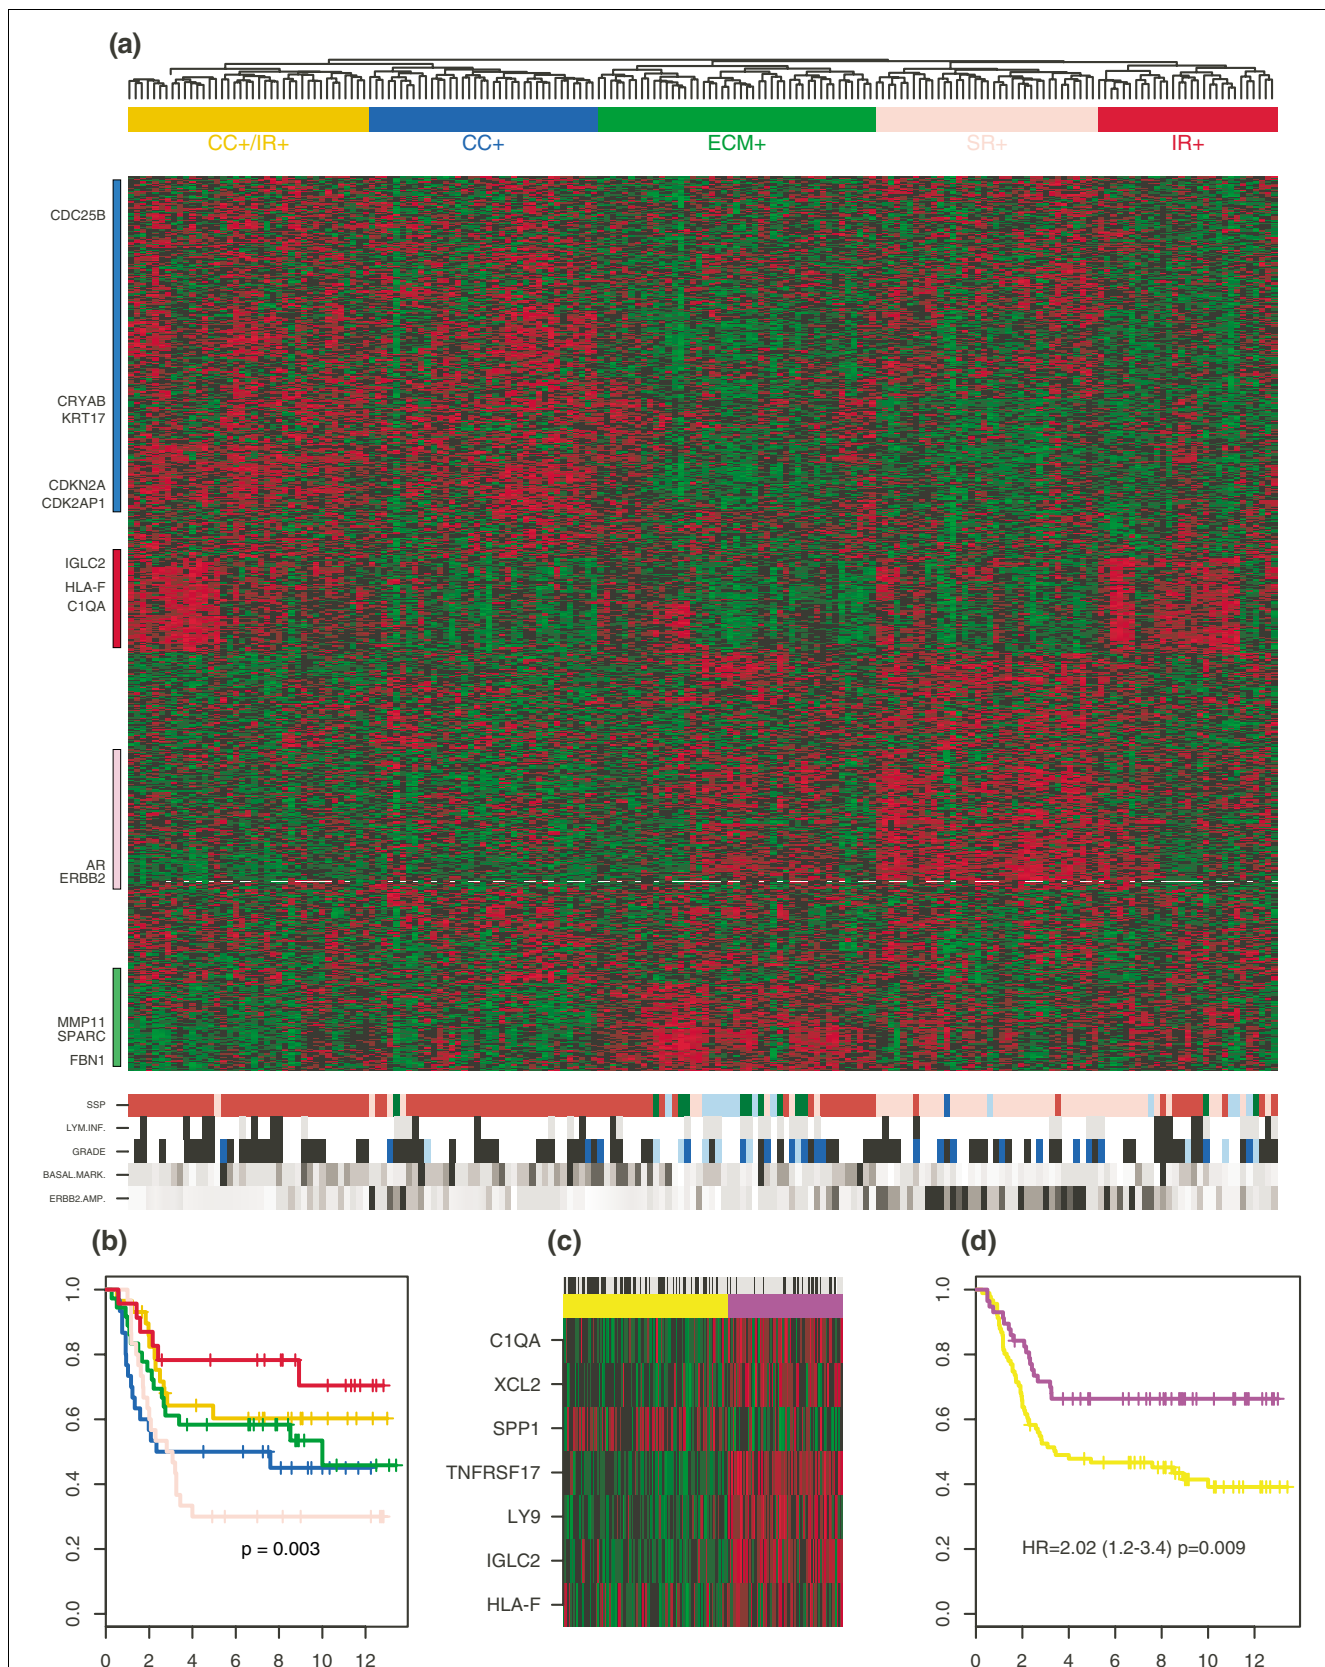 (a)
CC+/IR+ CC+ ECM+ SR+ IR+
CDC25B
CRYAB
KRT17
CDKN2A
CDK2AP1
IGLC2
HLA-F
C1QA
AR
ERBB2
MMP11
SPARC
FBN1
SSP
LYM.INF.
GRADE
BASAL.MARK.
ERBB2.AMP.
(b)
1.0
0.8
0.6
0.4
0.2
0.0
p = 0.003
0 2 4 6 8 10 12
(c)
C1QA
XCL2
SPP1
TNFRSF17
LY9
IGLC2
HLA-F
(d)
1.0
0.8
0.6
0.4
0.2
0.0
HR=2.02 (1.2-3.4) p=0.009
0 2 4 6 8 10 12